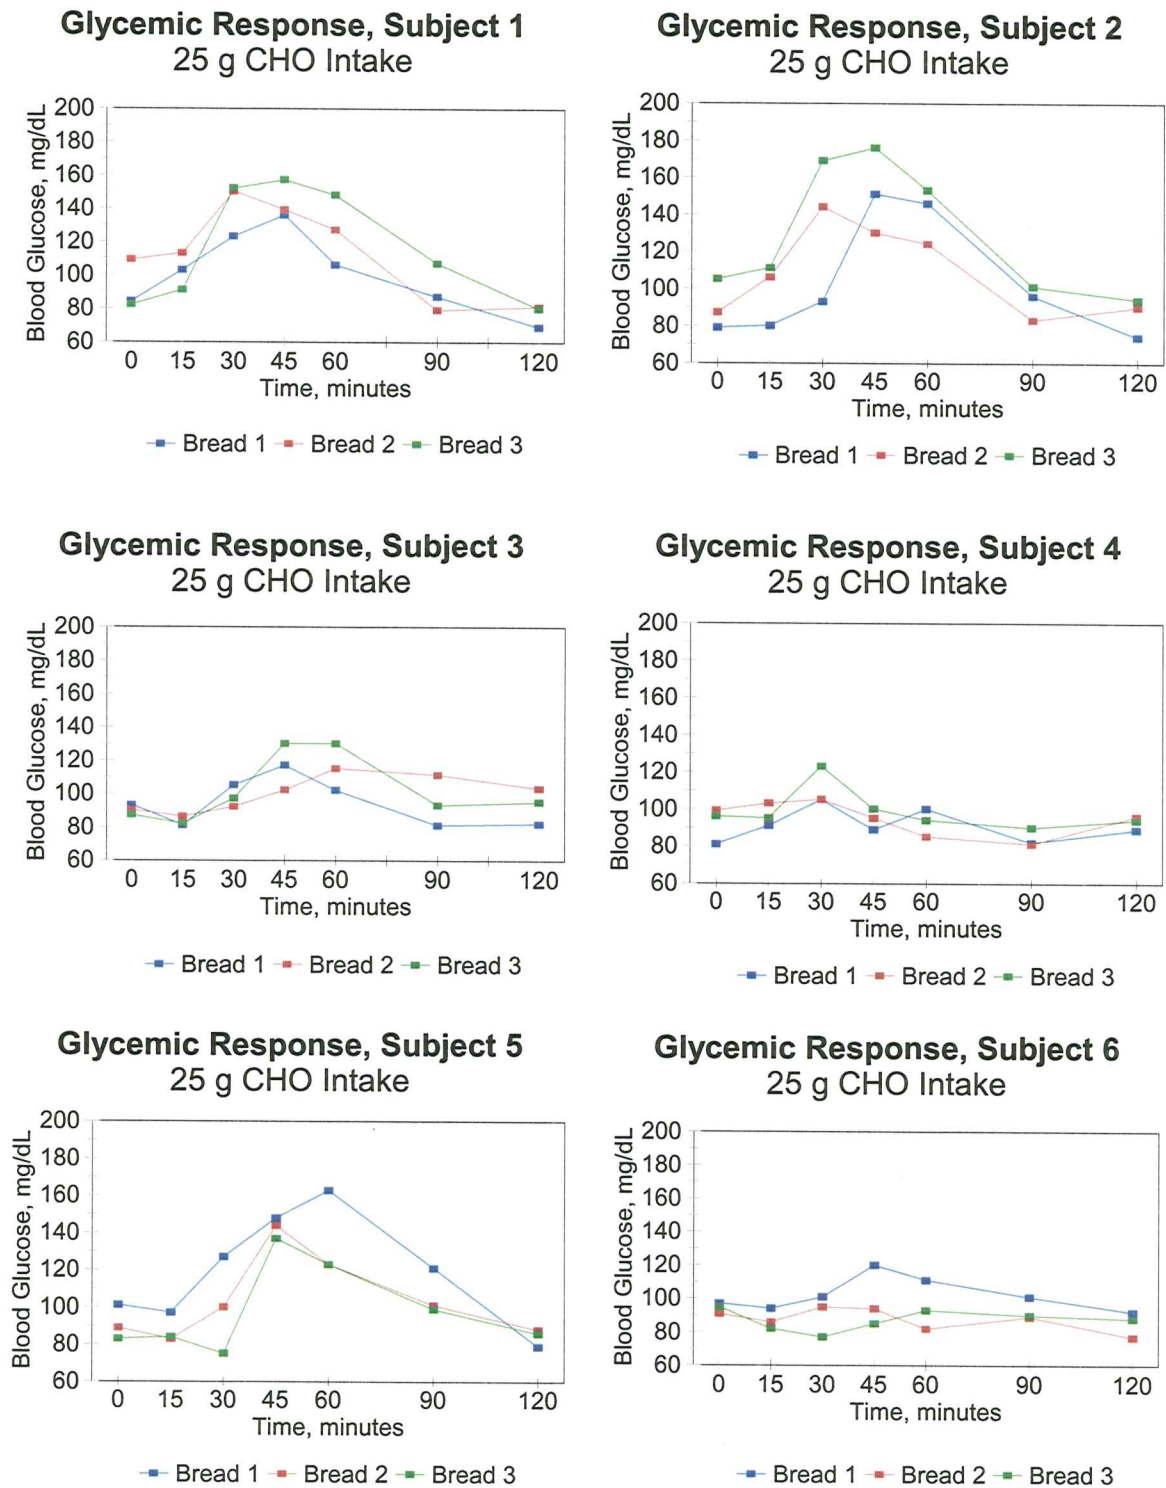 Glycemic Response, Subject 1
25 g CHO Intake
Blood Glucose, mg/dL
200
180
160
140
120
100
80
60
0 15 30 45 60 90 120
Time, minutes
Bread 1 Bread 2 Bread 3
Glycemic Response, Subject 2
25 g CHO Intake
Blood Glucose, mg/dL
200
180
160
140
120
100
80
60
0 15 30 45 60 90 120
Time, minutes
Bread 1 Bread 2 Bread 3
Glycemic Response, Subject 3
25 g CHO Intake
Blood Glucose, mg/dL
200
180
160
140
120
100
80
60
0 15 30 45 60 90 120
Time, minutes
Bread 1 Bread 2 Bread 3
Glycemic Response, Subject 4
25 g CHO Intake
Blood Glucose, mg/dL
200
180
160
140
120
100
80
60
0 15 30 45 60 90 120
Time, minutes
Bread 1 Bread 2 Bread 3
Glycemic Response, Subject 5
25 g CHO Intake
Blood Glucose, mg/dL
200
180
160
140
120
100
80
60
0 15 30 45 60 90 120
Time, minutes
Bread 1 Bread 2 Bread 3
Glycemic Response, Subject 6
25 g CHO Intake
Blood Glucose, mg/dL
200
180
160
140
120
100
80
60
0 15 30 45 60 90 120
Time, minutes
Bread 1 Bread 2 Bread 3